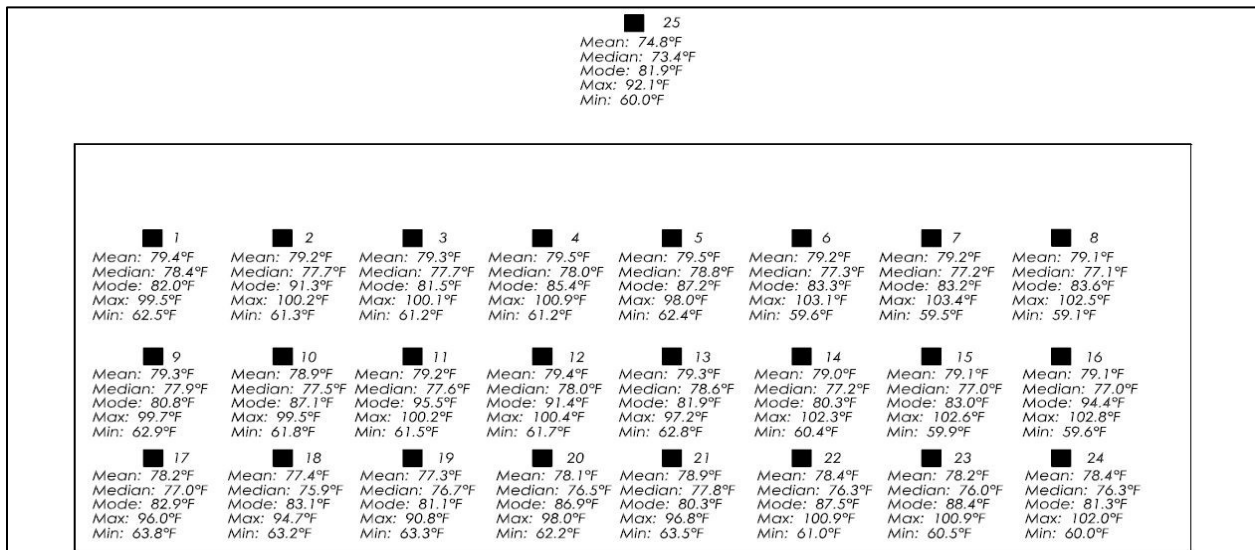 25
Mean: 74.8°F
Median: 73.4°F
Mode: 81.9°F
Max: 92.1°F
Min: 60.0°F
1
Mean: 79.4°F
Median: 78.4°F
Mode: 82.0°F
Max: 99.5°F
Min: 62.5°F
2
Mean: 79.2°F
Median: 77.7°F
Mode: 91.3°F
Max: 100.2°F
Min: 61.3°F
3
Mean: 79.3°F
Median: 77.7°F
Mode: 81.5°F
Max: 100.1°F
Min: 61.2°F
4
Mean: 79.5°F
Median: 78.0°F
Mode: 85.4°F
Max: 100.9°F
Min: 61.2°F
5
Mean: 79.5°F
Median: 78.8°F
Mode: 87.2°F
Max: 98.0°F
Min: 62.4°F
6
Mean: 79.2°F
Median: 77.3°F
Mode: 83.3°F
Max: 103.1°F
Min: 59.6°F
7
Mean: 79.2°F
Median: 77.2°F
Mode: 83.2°F
Max: 103.4°F
Min: 59.5°F
8
Mean: 79.1°F
Median: 77.1°F
Mode: 83.6°F
Max: 102.5°F
Min: 59.1°F
9
Mean: 79.3°F
Median: 77.9°F
Mode: 80.8°F
Max: 99.7°F
Min: 62.9°F
10
Mean: 78.9°F
Median: 77.5°F
Mode: 87.1°F
Max: 99.5°F
Min: 61.8°F
11
Mean: 79.2°F
Median: 77.6°F
Mode: 95.5°F
Max: 100.2°F
Min: 61.5°F
12
Mean: 79.4°F
Median: 78.0°F
Mode: 91.4°F
Max: 100.4°F
Min: 61.7°F
13
Mean: 79.3°F
Median: 78.6°F
Mode: 81.9°F
Max: 97.2°F
Min: 62.8°F
14
Mean: 79.0°F
Median: 77.2°F
Mode: 80.3°F
Max: 102.3°F
Min: 60.4°F
15
Mean: 79.1°F
Median: 77.0°F
Mode: 83.0°F
Max: 102.6°F
Min: 59.9°F
16
Mean: 79.1°F
Median: 77.0°F
Mode: 94.4°F
Max: 102.8°F
Min: 59.6°F
17
Mean: 78.2°F
Median: 77.0°F
Mode: 82.9°F
Max: 96.0°F
Min: 63.8°F
18
Mean: 77.4°F
Median: 75.9°F
Mode: 83.1°F
Max: 94.7°F
Min: 63.2°F
19
Mean: 77.3°F
Median: 76.7°F
Mode: 81.1°F
Max: 90.8°F
Min: 63.3°F
20
Mean: 78.1°F
Median: 76.5°F
Mode: 86.9°F
Max: 98.0°F
Min: 62.2°F
21
Mean: 78.9°F
Median: 77.8°F
Mode: 80.3°F
Max: 96.8°F
Min: 63.5°F
22
Mean: 78.4°F
Median: 76.3°F
Mode: 87.5°F
Max: 100.9°F
Min: 61.0°F
23
Mean: 78.2°F
Median: 76.0°F
Mode: 88.4°F
Max: 100.9°F
Min: 60.5°F
24
Mean: 78.4°F
Median: 76.3°F
Mode: 81.3°F
Max: 102.0°F
Min: 60.0°F